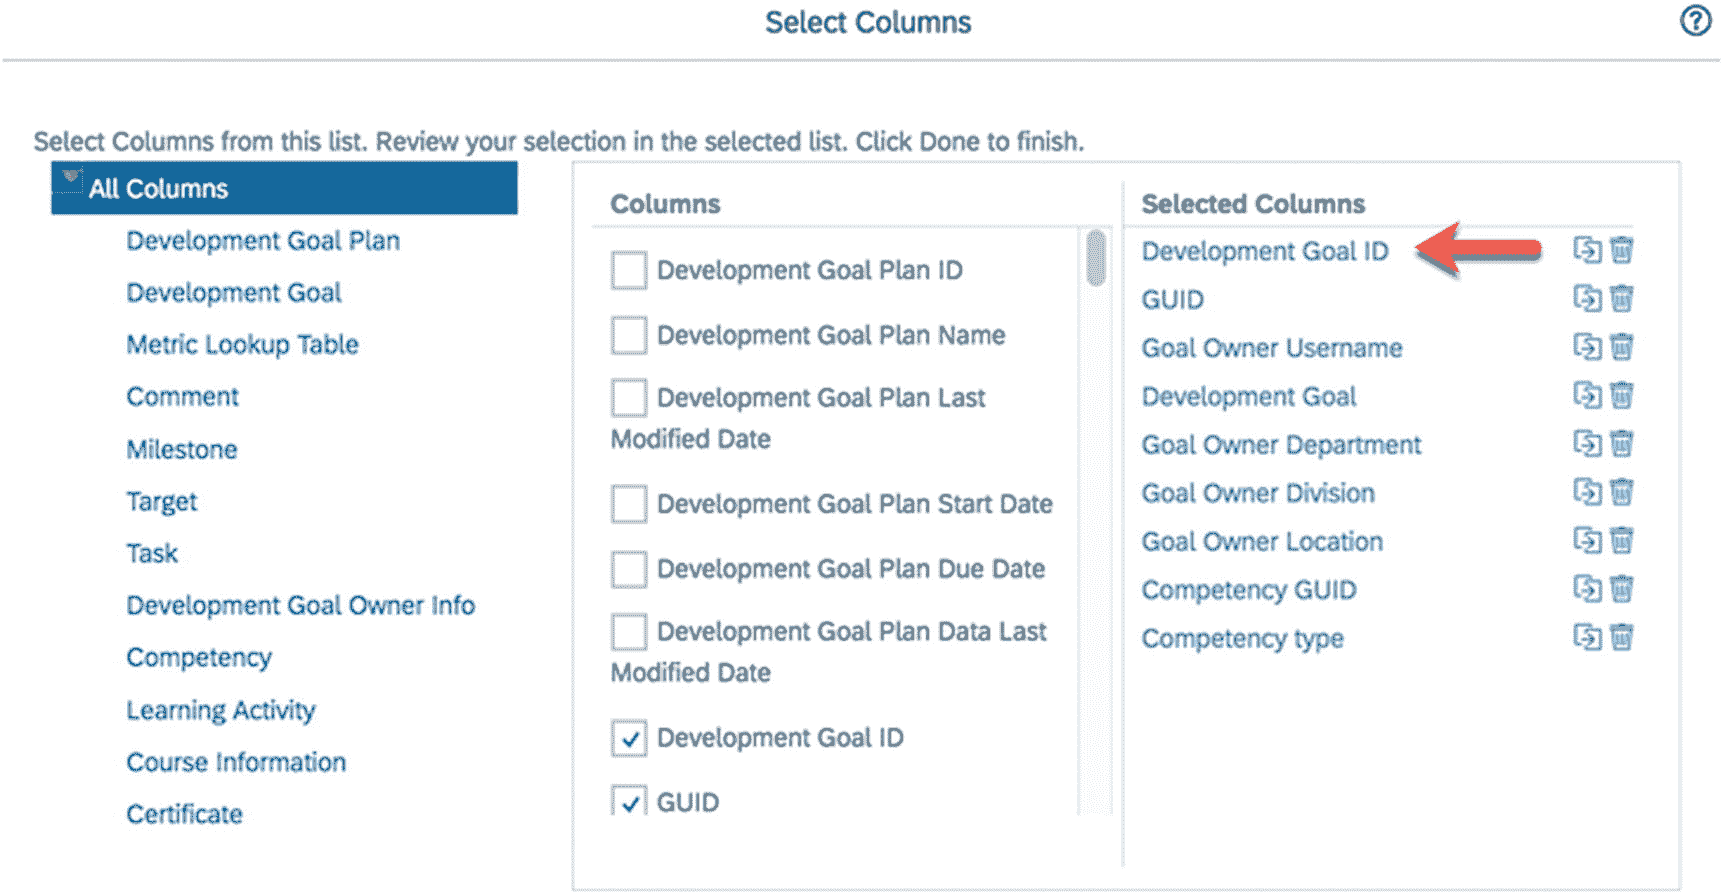 Select Columns
Select Columns from this list. Review your selection in the selected list. Click Done to finish.
All Columns
Development Goal Plan
Development Goal
Metric Lookup Table
Comment
Milestone
Target
Task
Development Goal Owner Info
Competency
Learning Activity
Course Information
Certificate
Columns
Development Goal Plan ID
Development Goal Plan Name
Development Goal Plan Last
Modified Date
Development Goal Plan Start Date
Development Goal Plan Due Date
Development Goal Plan Data Last
Modified Date
Development Goal ID
GUID
Selected Columns
Development Goal ID
GUID
Goal Owner Username
Development Goal
Goal Owner Department
Goal Owner Division
Goal Owner Location
Competency GUID
Competency type